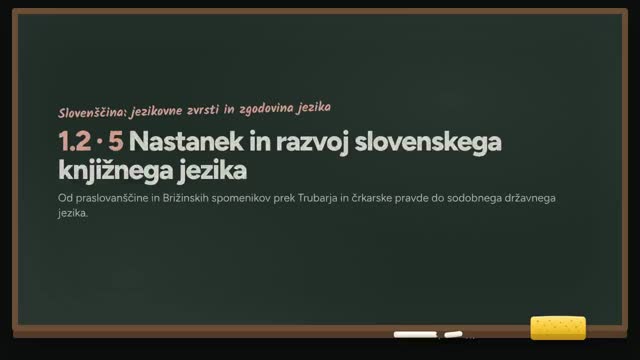 Slovenščina: jezikovne zvrsti in zgodovina jezika
1.2 · 5 Nastanek in razvoj slovenskega
knjižnega jezika
Od praslovanščine in Brižinskih spomenikov prek Trubarja in črkarske pravde do sodobnega državnega
jezika.